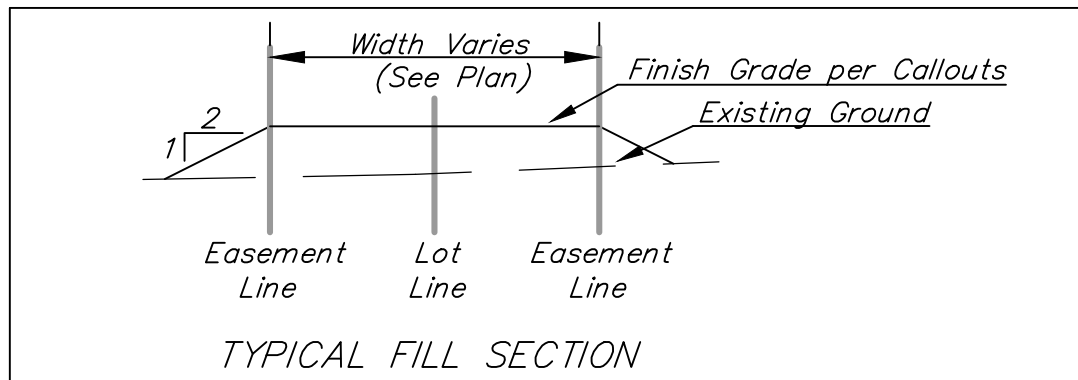 Width Varies
(See Plan)
Finish Grade per Callouts
Existing Ground
2
1
Easement
Line
Lot
Line
Easement
Line
TYPICAL FILL SECTION